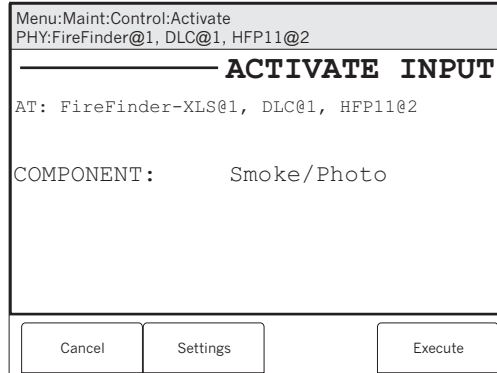 Menu:Maint:Control:Activate
PHY:FireFinder@1, DLC@1, HFP11@2
ACTIVATE INPUT
AT: FireFinder-XLS@1, DLC@1, HFP11@2
COMPONENT: Smoke/Photo
Cancel Settings Execute